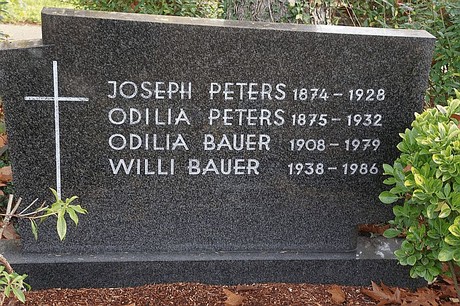 JOSEPH PETERS 1874 – 1928
ODILIA PETERS 1875 – 1932
ODILIA BAUER 1908 – 1979
WILLI BAUER 1938 – 1986